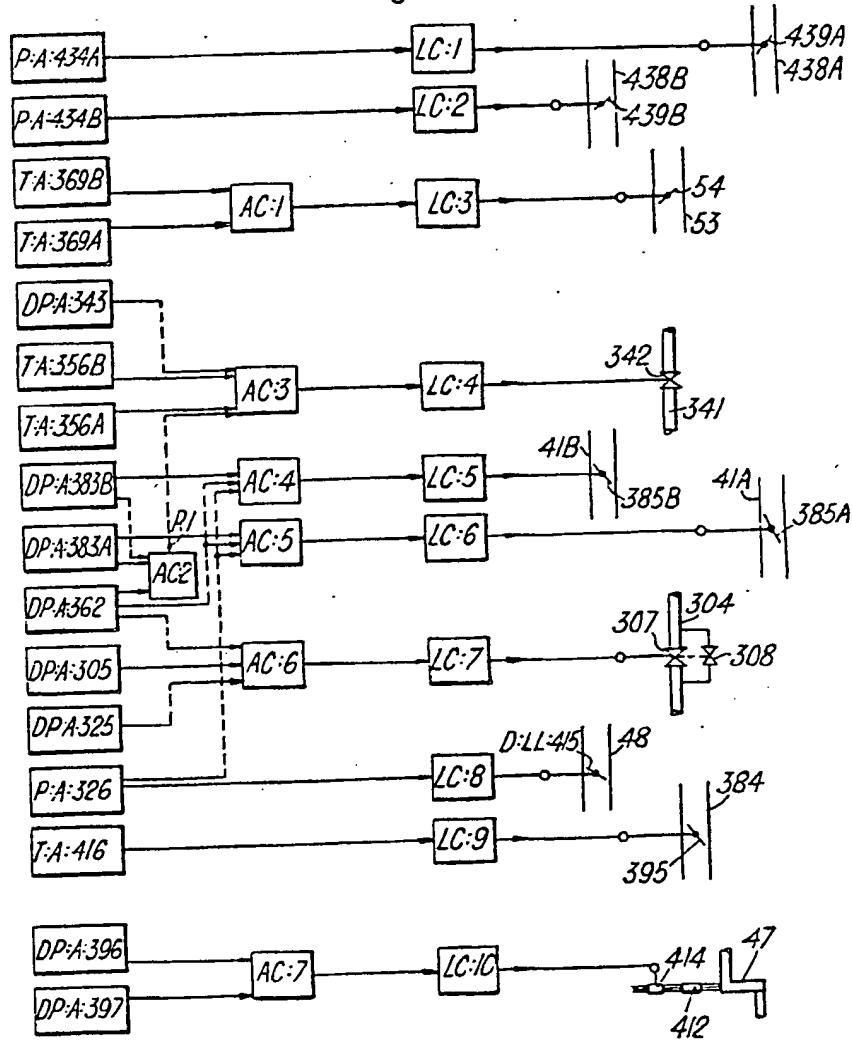 P:A:434A LC:1 439A
438A
P:A:434B LC:2 438B
439B
T:A:369B AC:1 LC:3 54
53
T:A:369A
DP:A:343
T:A:356B AC:3 LC:4 342
341
T:A:356A
DP:A:383B AC:4 LC:5 41B
385B
DP:A:383A P.1 AC:5 LC:6 41A
385A
AC2
DP:A:362
DP:A:305 AC:6 LC:7 307 304
308
DP:A:325
P:A:326 LC:8 D:LL:415 48
T:A:416 LC:9 384
395
DP:A:396 AC:7 LC:10 414 47
412
DP:A:397